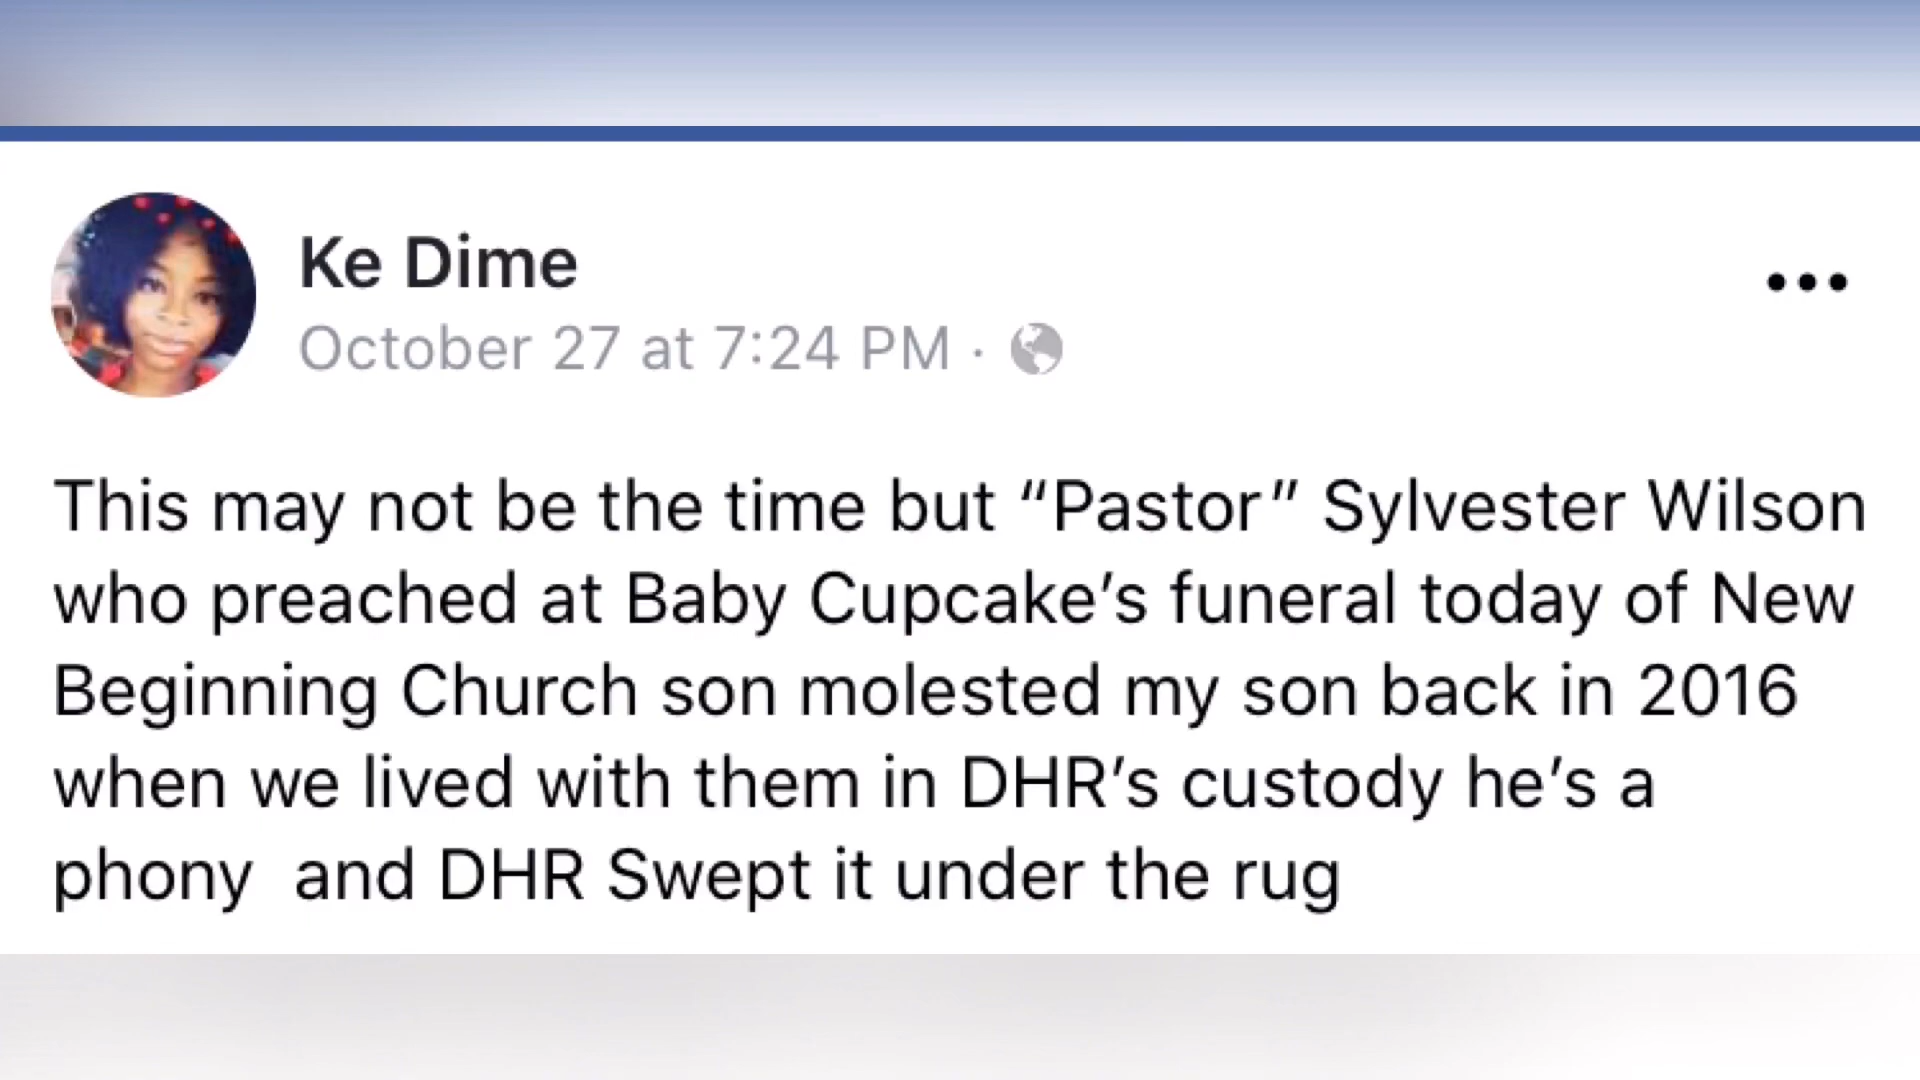 Ke Dime
October 27 at 7:24 PM ·
This may not be the time but “Pastor” Sylvester Wilson
who preached at Baby Cupcake’s funeral today of New
Beginning Church son molested my son back in 2016
when we lived with them in DHR’s custody he’s a
phony  and DHR Swept it under the rug